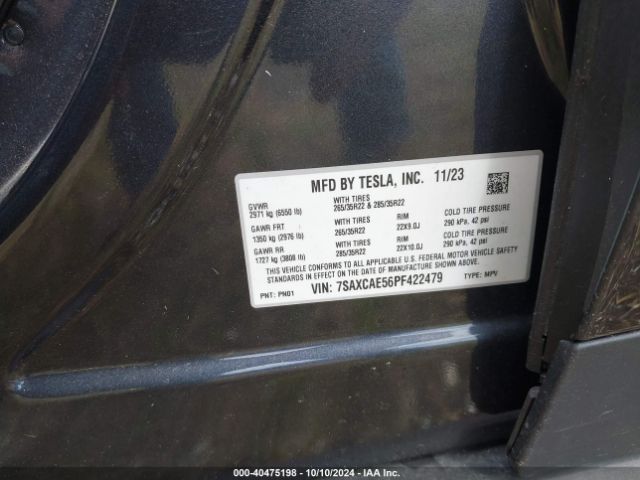 MFD BY TESLA, INC. 11/23
GVWR
2971 kg (6550 lb)
WITH TIRES
265/35R22 & 285/35R22
GAWR FRT
1350 kg (2976 lb)
WITH TIRES
265/35R22
RIM
22X9.0J
COLD TIRE PRESSURE
290 kPa, 42 psi
GAWR RR
1727 kg (3808 lb)
WITH TIRES
285/35R22
RIM
22X10.0J
COLD TIRE PRESSURE
290 kPa, 42 psi
THIS VEHICLE CONFORMS TO ALL APPLICABLE U.S. FEDERAL MOTOR VEHICLE SAFETY
STANDARDS IN EFFECT ON THE DATE OF MANUFACTURE SHOWN ABOVE.
PNT: PN01 VIN: 7SAXCAE56PF422479 TYPE: MPV
000-40475198 - 10/10/2024 - IAA Inc.